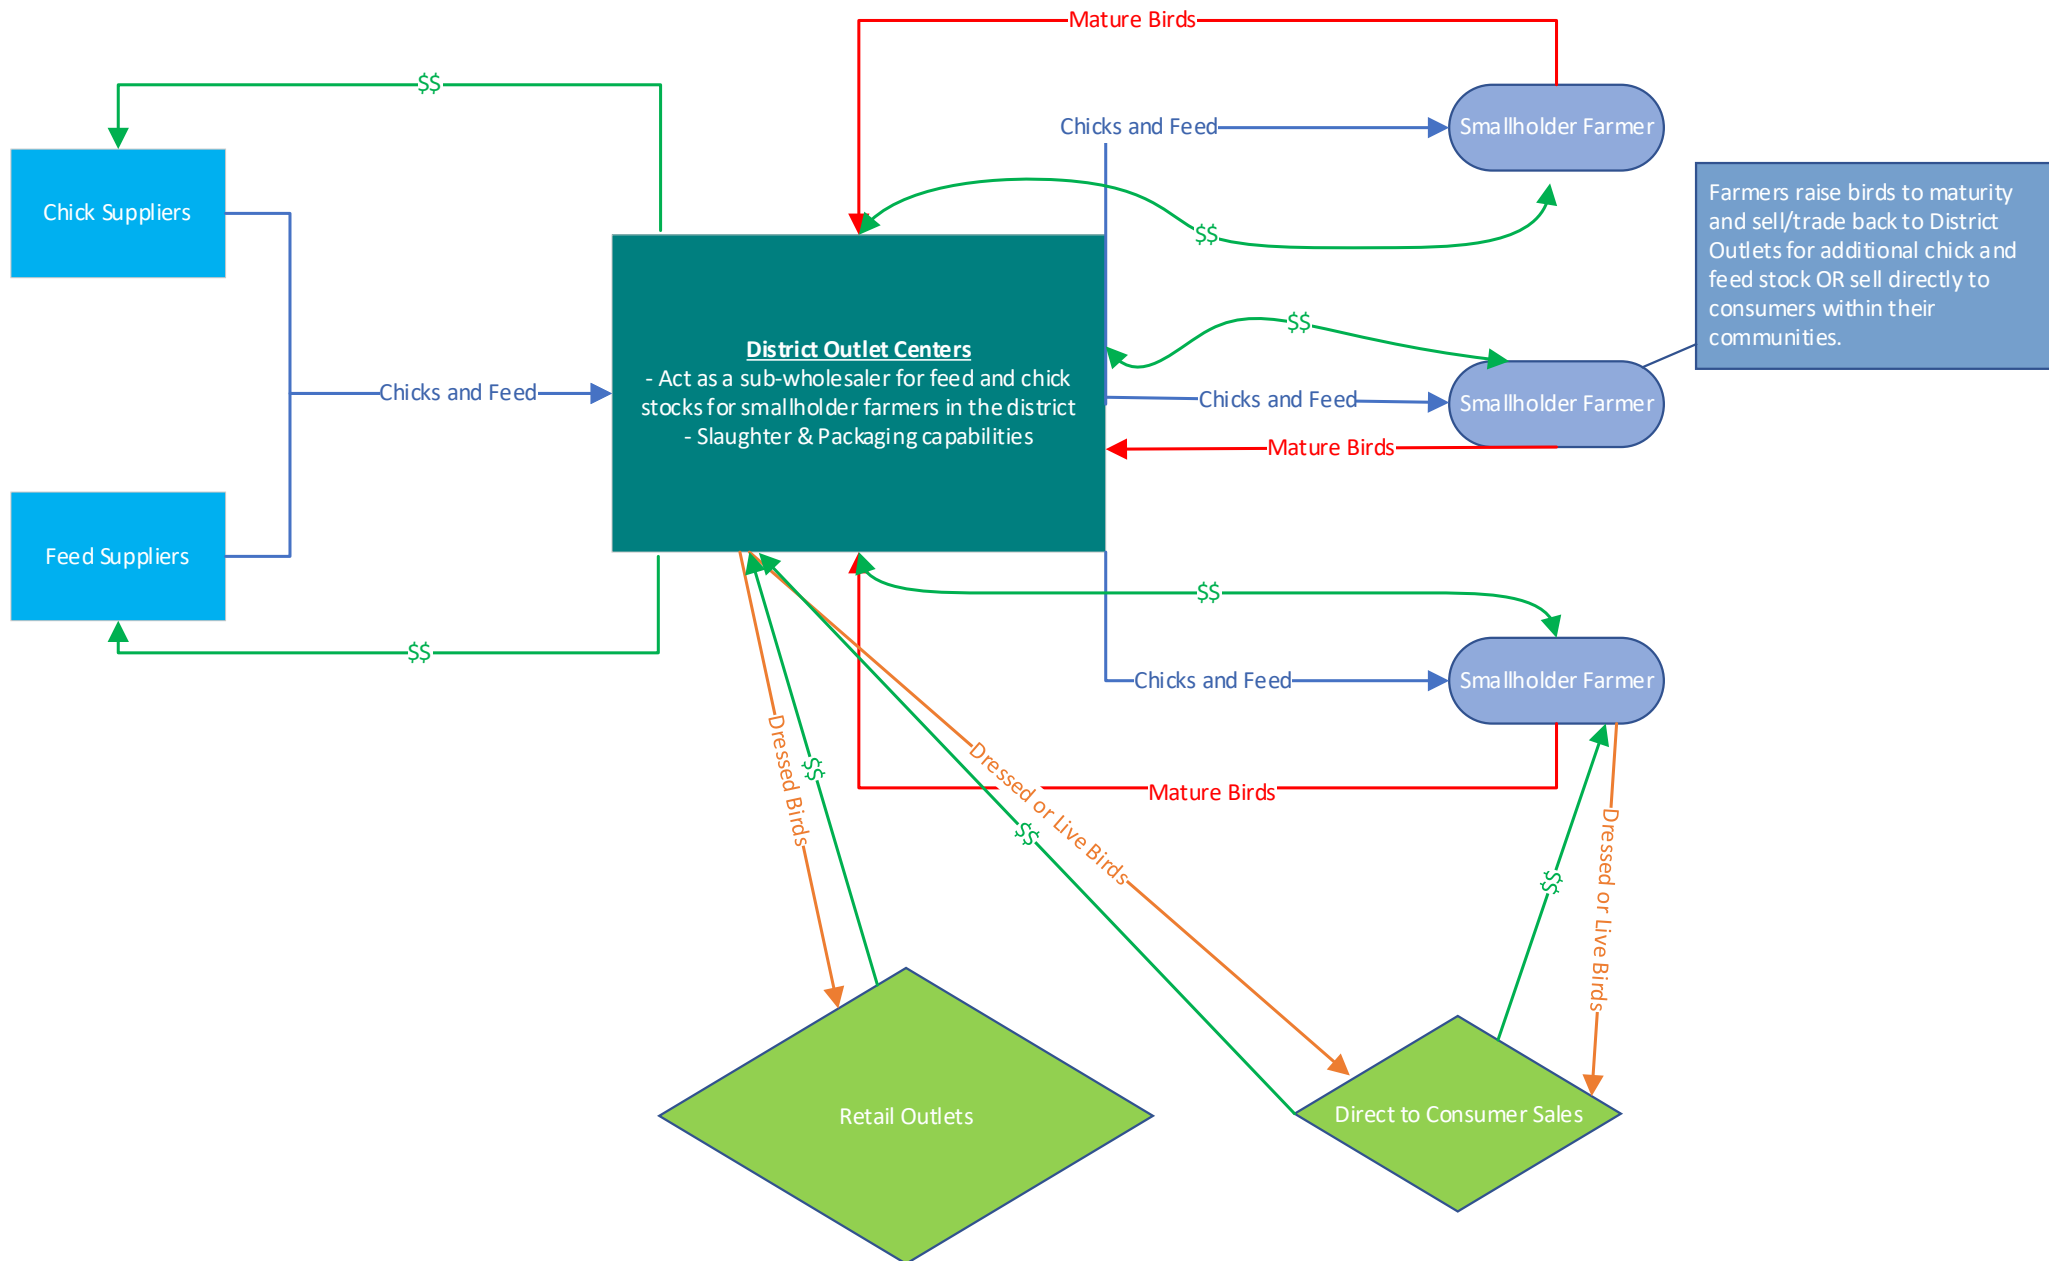 Mature Birds
$$
Chicks and Feed
Smallholder Farmer
Chick Suppliers
$$
Farmers raise birds to maturity
and sell/trade back to District
Outlets for additional chick and
feed stock OR sell directly to
consumers within their
communities.
$$
District Outlet Centers
- Act as a sub-wholesaler for feed and chick
stocks for smallholder farmers in the district
- Slaughter & Packaging capabilities
Chicks and Feed
Chicks and Feed
Smallholder Farmer
Mature Birds
Feed Suppliers
$$
$$
Chicks and Feed
Smallholder Farmer
Dressed Birds
$$
Dressed or Live Birds
$$
Mature Birds
$$
Dressed or Live Birds
Retail Outlets
Direct to Consumer Sales